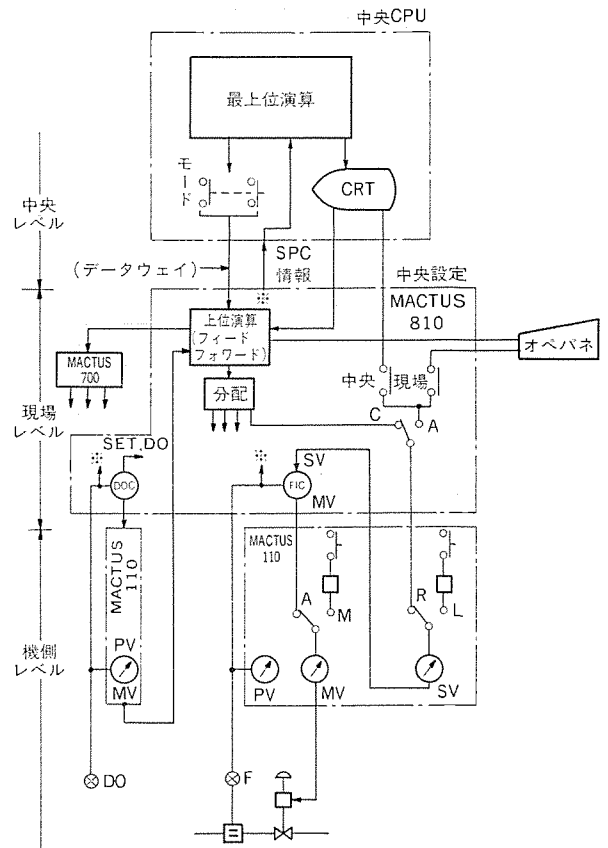 中央CPU
最上位演算
モード
CRT
中央
レベル
(データウェイ)
SPC
情報
※
中央設定
MACTUS
810
上位演算
(フィード
フォワード)
オペパネ
MACTUS
700
分配
中央
現場
C
A
現場
レベル
SET.DO
※
DOC
※
SV
FIC
MV
MACTUS
110
MACTUS
110
A
M
R
L
機側
レベル
PV
MV
PV
MV
SV
DO
F